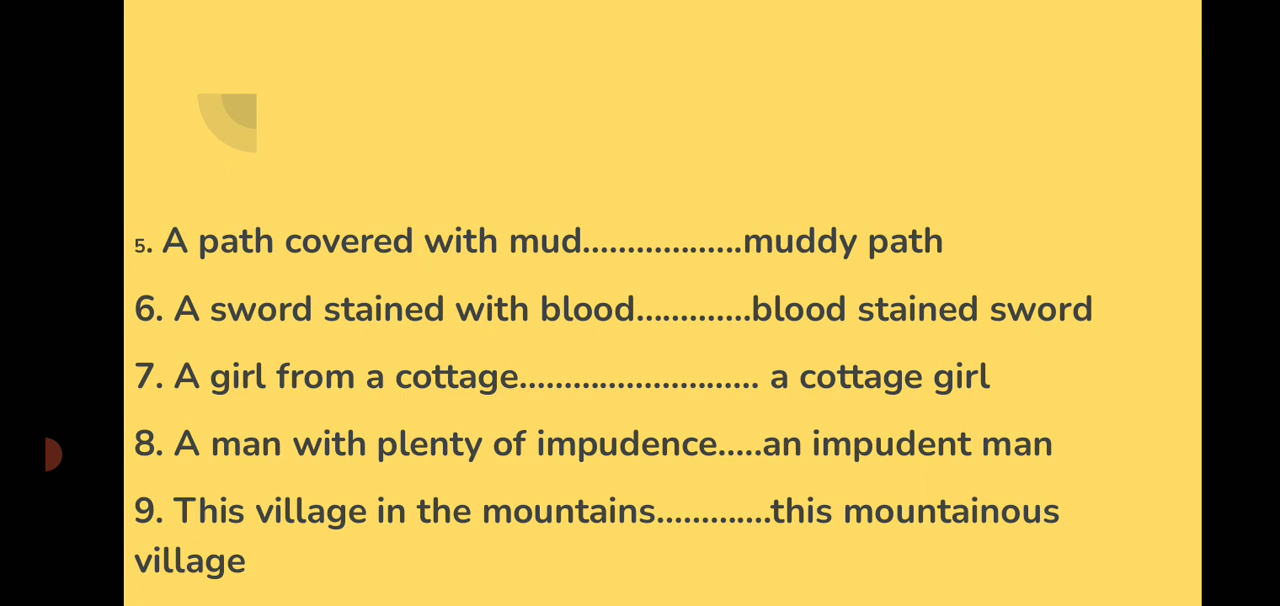 5. A path covered with mud..................muddy path
6. A sword stained with blood.............blood stained sword
7. A girl from a cottage........................... a cottage girl
8. A man with plenty of impudence.....an impudent man
9. This village in the mountains.............this mountainous
village